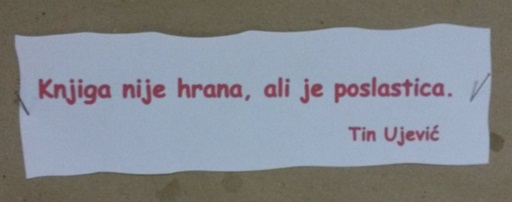 Knjiga nije hrana, ali je poslastica.
Tin Ujević